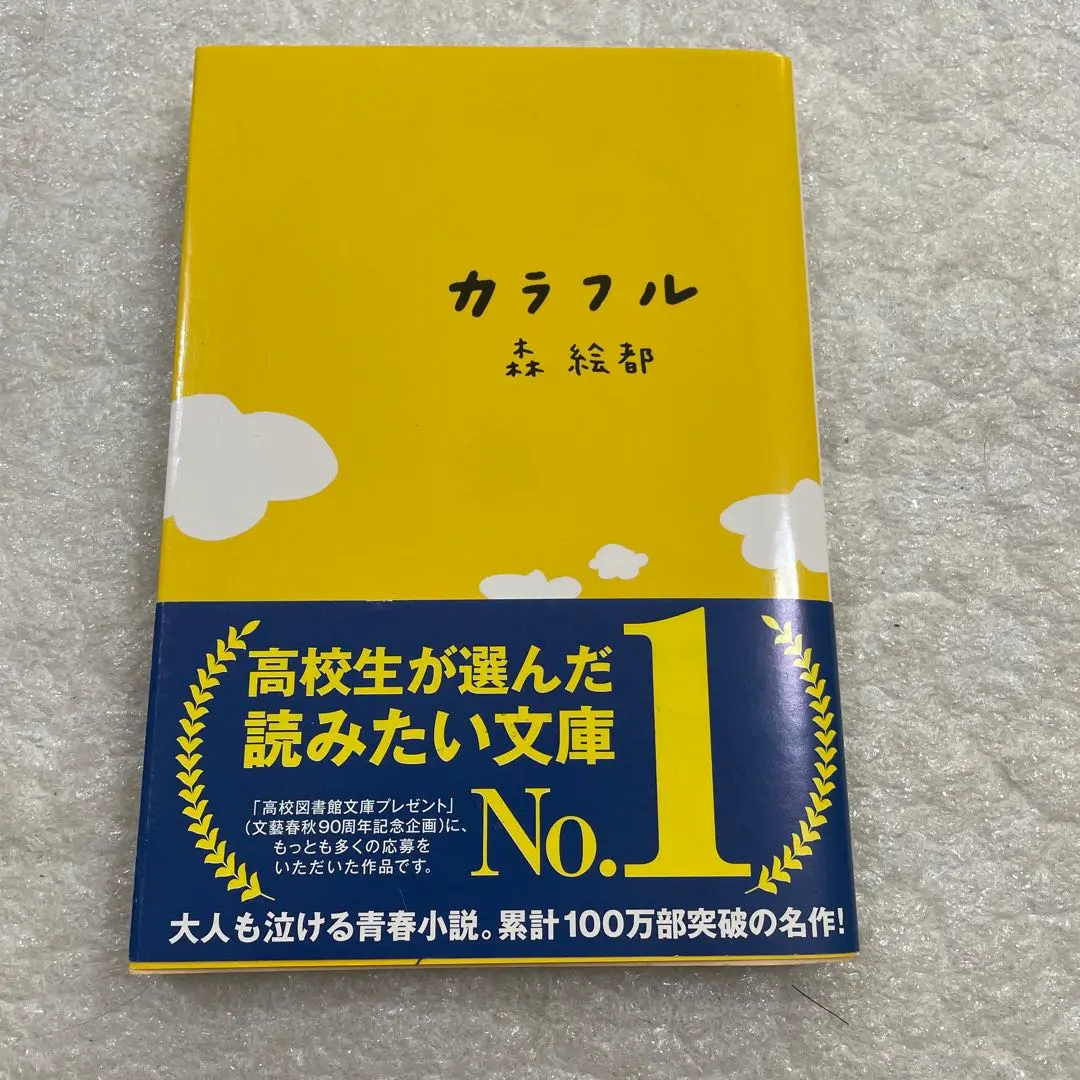 カラフル
森 絵都
高校生が選んだ
読みたい文庫
No.1
「高校図書館文庫プレゼント」
(文藝春秋90周年記念企画)に、
もっとも多くの応募を
いただいた作品です。
大人も泣ける青春小説。累計100万部突破の名作!